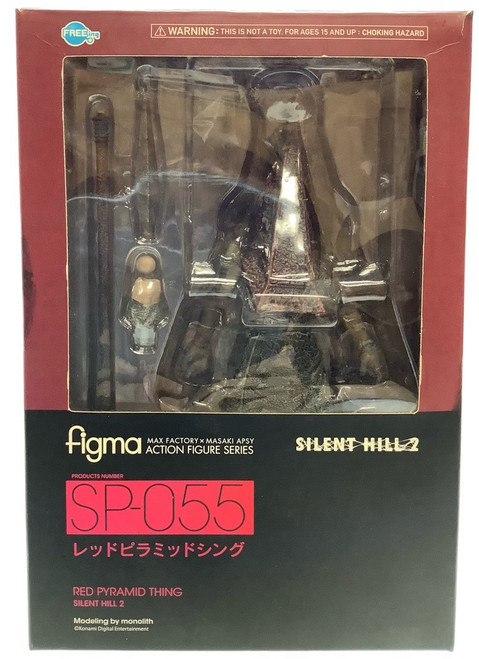 FREEing
WARNING: THIS IS NOT A TOY. FOR AGES 15 AND UP : CHOKING HAZARD
figma MAX FACTORY × MASAKI APSY
ACTION FIGURE SERIES
SILENT HILL 2
PRODUCTS NUMBER
SP-055
レッドピラミッドシング
RED PYRAMID THING
SILENT HILL 2
Modeling by monolith
©Konami Digital Entertainment